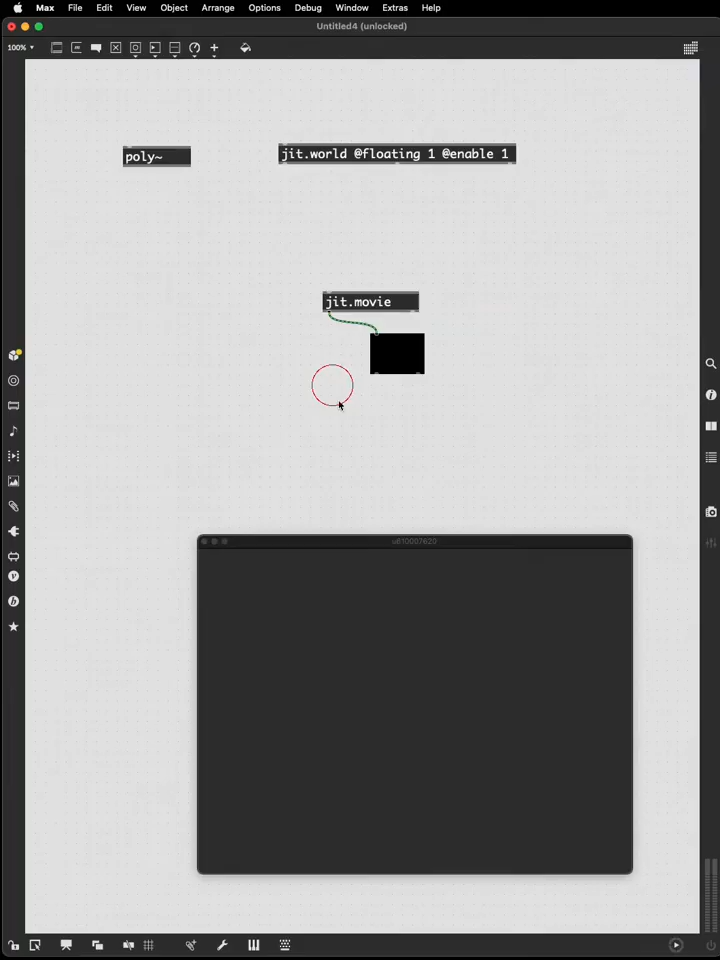 Max File Edit View Object Arrange Options Debug Window Extras Help
Untitled4 (unlocked)
100%
poly~
jit.world @floating 1 @enable 1
jit.movie
u610007620